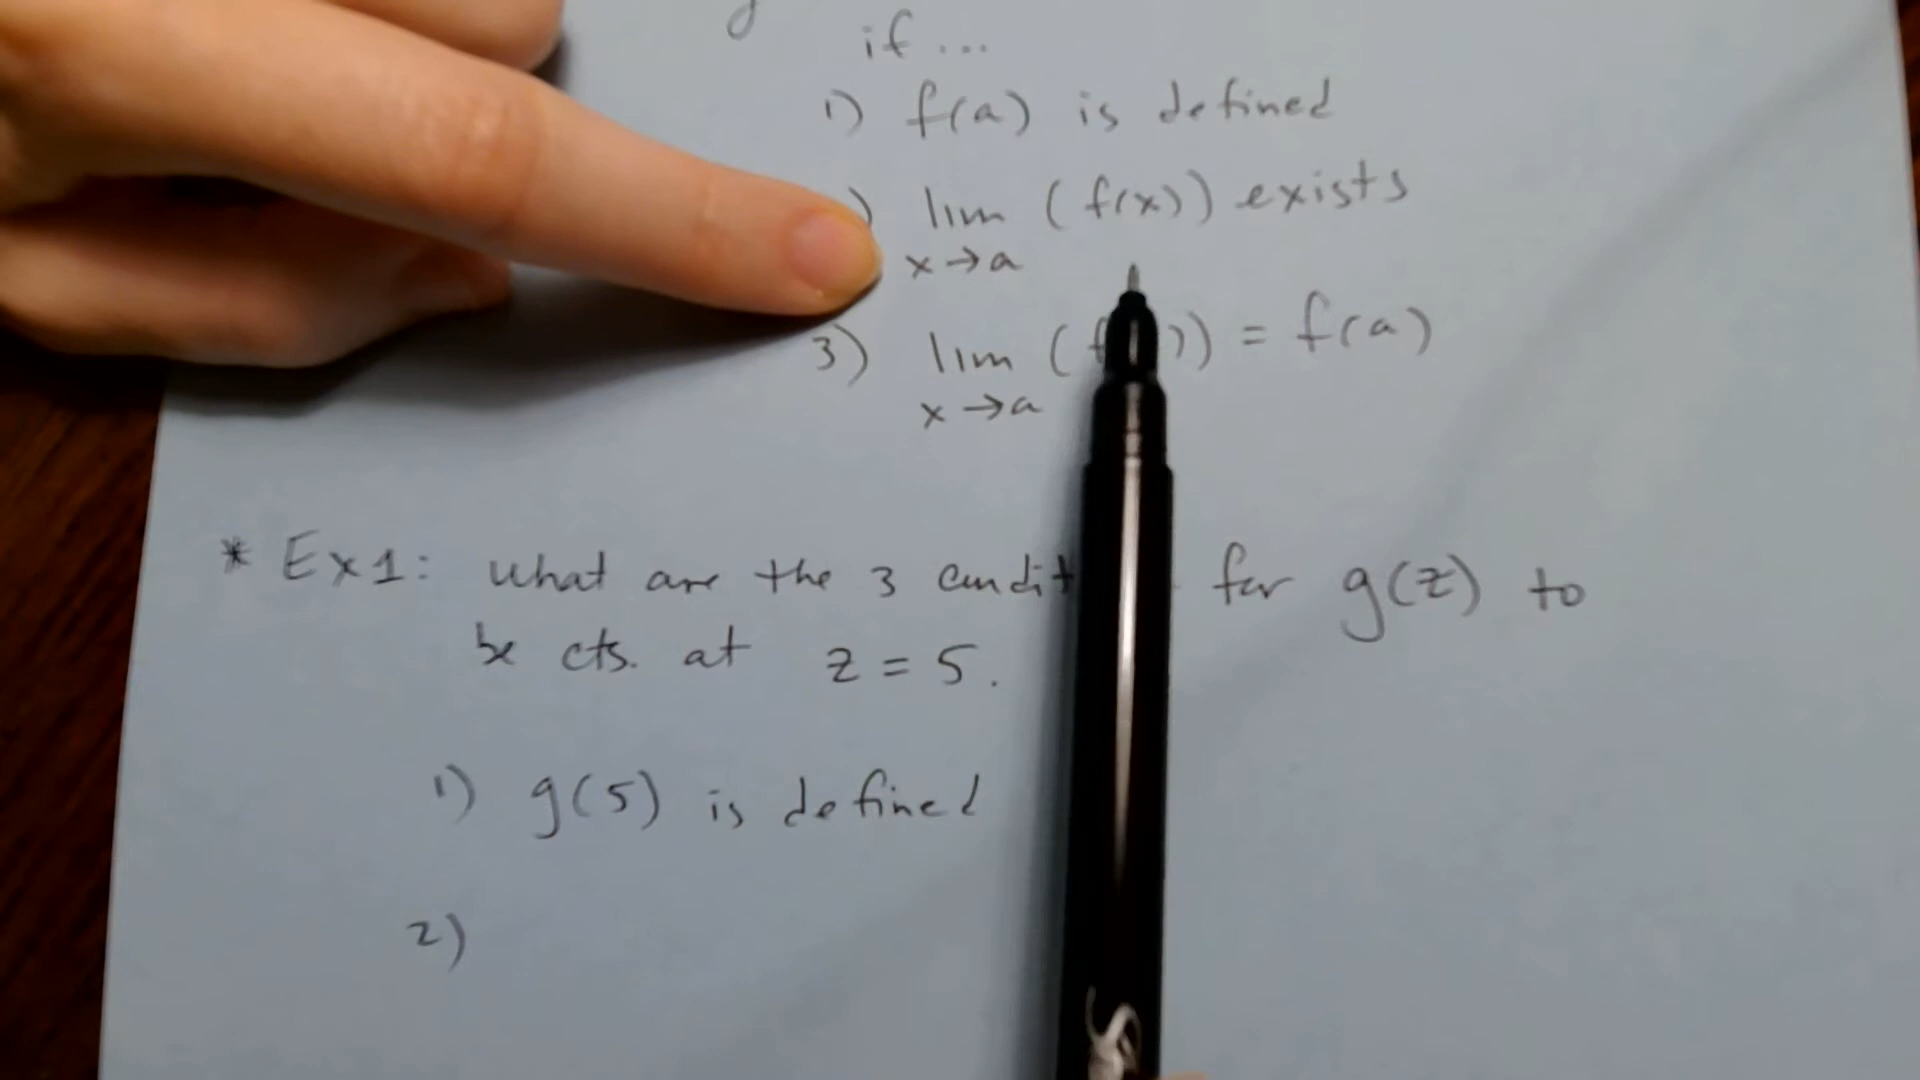 if ...
1) f(a) is defined
) lim (f(x)) exists
x→a
3) lim ( )) = f(a)
x→a
* Ex1: what are the 3 for g(z) to
be cts. at z = 5.
1) g(5) is defined
2)